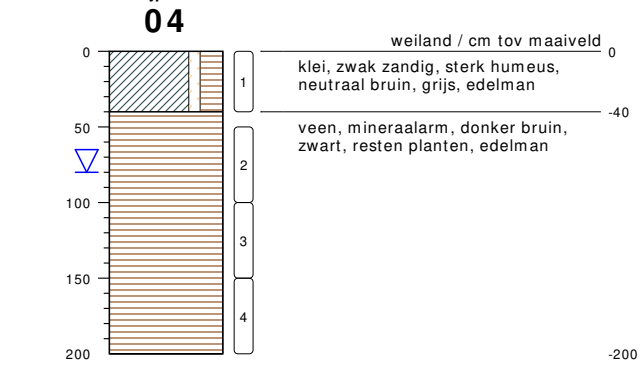 04
weiland / cm tov maaiveld
0
0
klei, zwak zandig, sterk humeus,
neutraal bruin, grijs, edelman
1
-40
50
veen, mineraalarm, donker bruin,
zwart, resten planten, edelman
2
100
3
150
4
200
-200